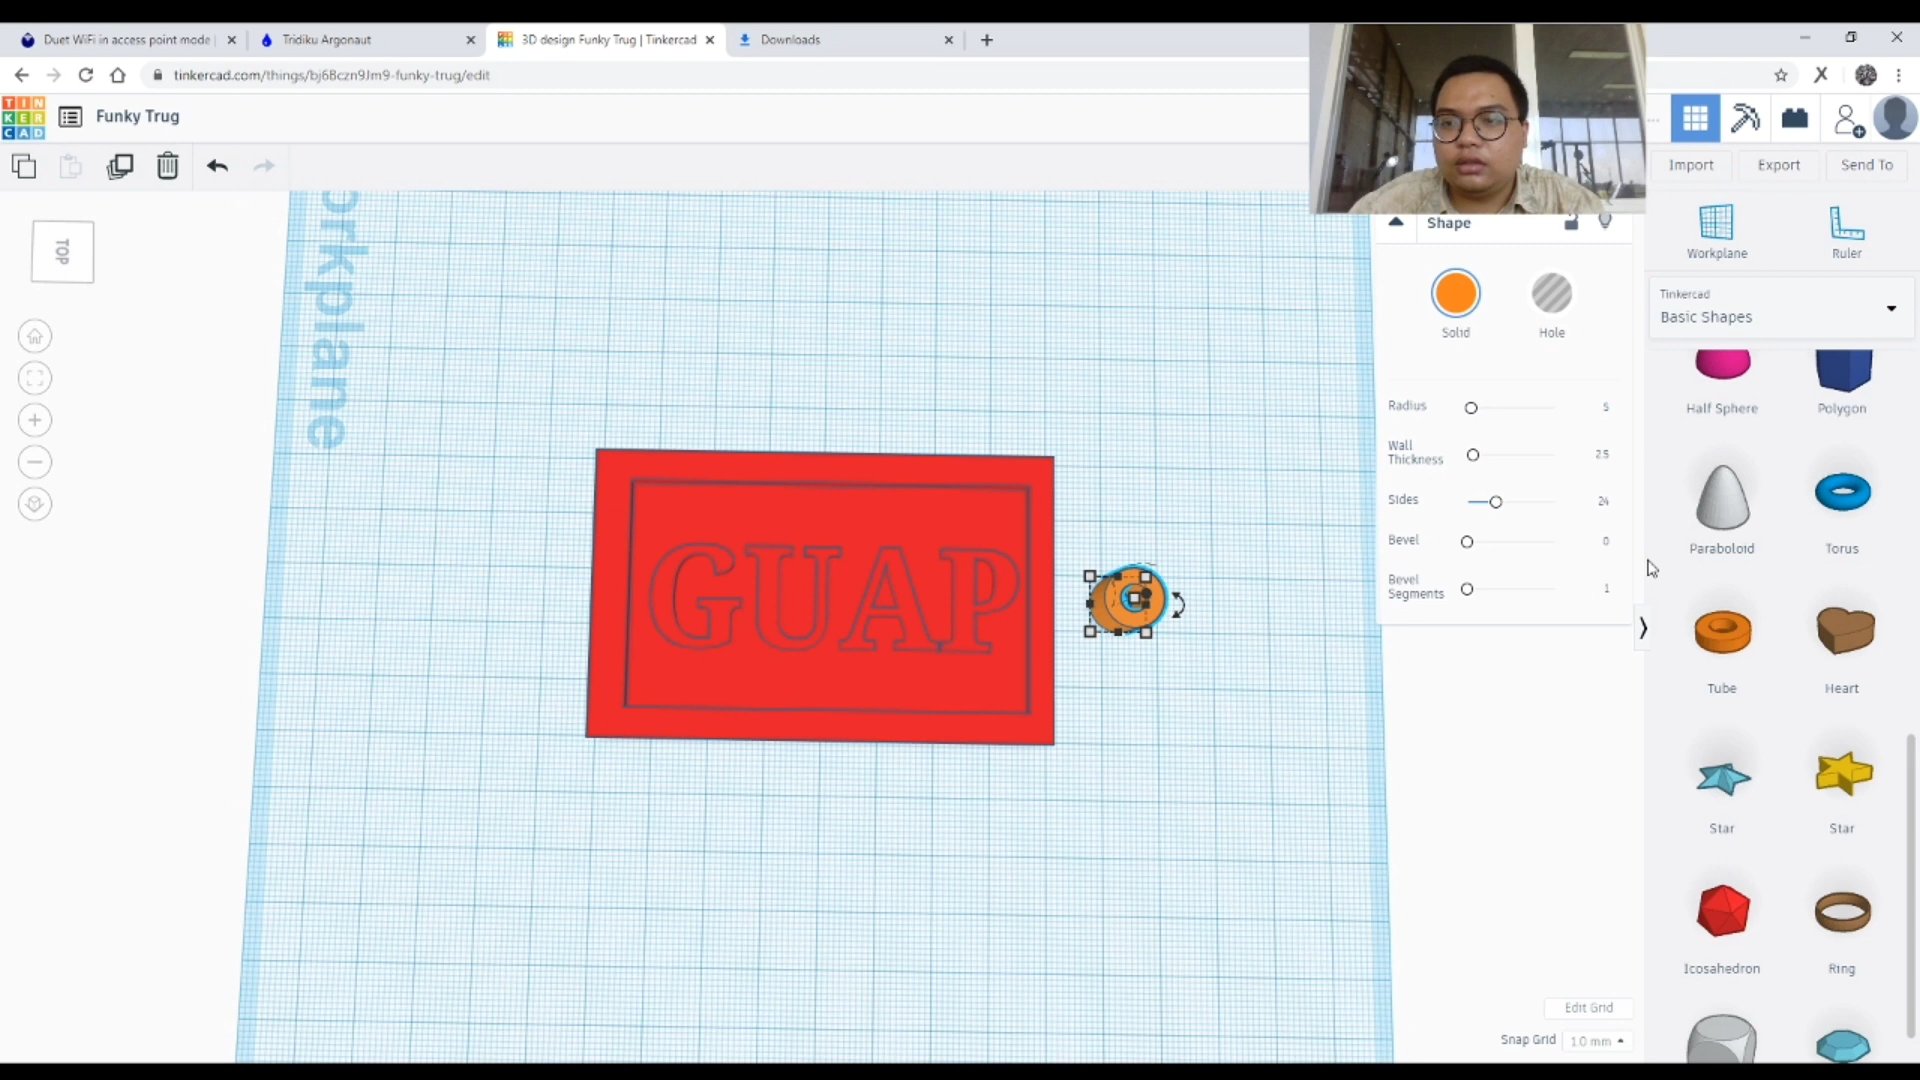 Duet WiFi in access point mode
Tridiku Argonaut
3D design Funky Trug | Tinkercad
Downloads
tinkercad.com/things/bj68czn9Jm9-funky-trug/edit
TIN
KER
CAD
Funky Trug
Import
Export
Send To
TOP
orkplane
Shape
Solid
Hole
Radius
5
Wall
Thickness
2.5
Sides
24
Bevel
0
Bevel
Segments
1
GUAP
Workplane
Ruler
Tinkercad
Basic Shapes
Half Sphere
Polygon
Paraboloid
Torus
Tube
Heart
Star
Star
Icosahedron
Ring
Edit Grid
Snap Grid
1.0 mm